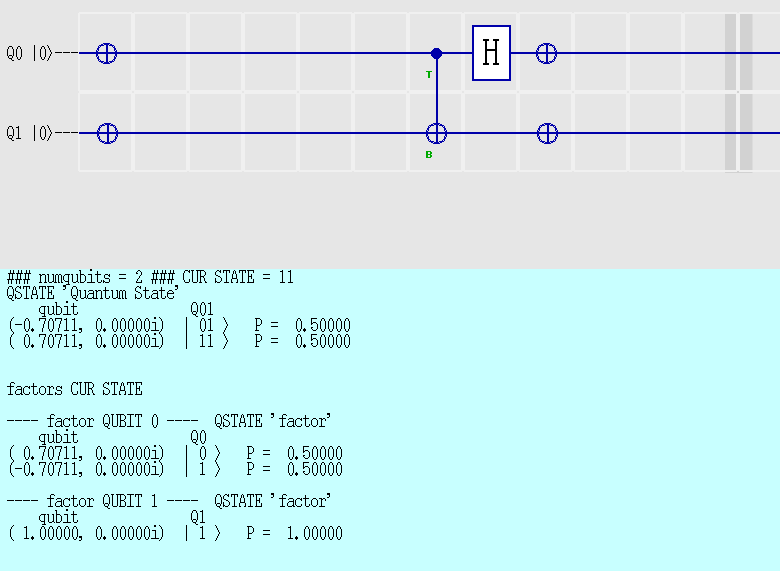 Q0 |0⟩---
H
T
Q1 |0⟩---
B
### numqubits = 2 ### CUR STATE = 11
QSTATE 'Quantum State'
qubit Q01
(-0.70711, 0.00000i) | 01 ⟩ P = 0.50000
( 0.70711, 0.00000i) | 11 ⟩ P = 0.50000
factors CUR STATE
---- factor QUBIT 0 ---- QSTATE 'factor'
qubit Q0
( 0.70711, 0.00000i) | 0 ⟩ P = 0.50000
(-0.70711, 0.00000i) | 1 ⟩ P = 0.50000
---- factor QUBIT 1 ---- QSTATE 'factor'
qubit Q1
( 1.00000, 0.00000i) | 1 ⟩ P = 1.00000